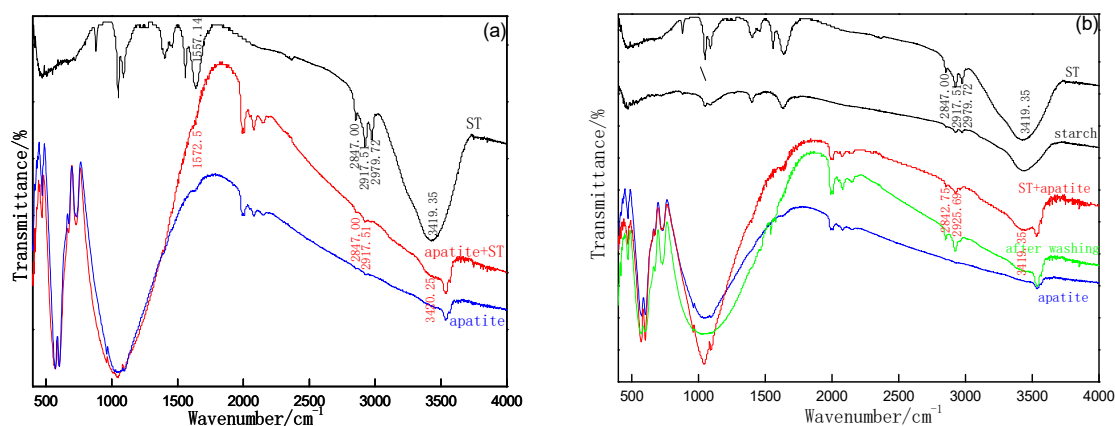 (a)
Transmittance/%
1557.14
2847.00
2917.51
2979.72
3419.35
ST
1572.5
2847.00
2917.51
apatite+ST
3420.25
apatite
500 1000 1500 2000 2500 3000 3500 4000
Wavenumber/cm⁻¹
(b)
Transmittance/%
2847.00
2917.51
2979.72
3419.35
ST
starch
2842.75
2925.69
3419.35
ST+apatite
after washing
apatite
500 1000 1500 2000 2500 3000 3500 4000
Wavenumber/cm⁻¹